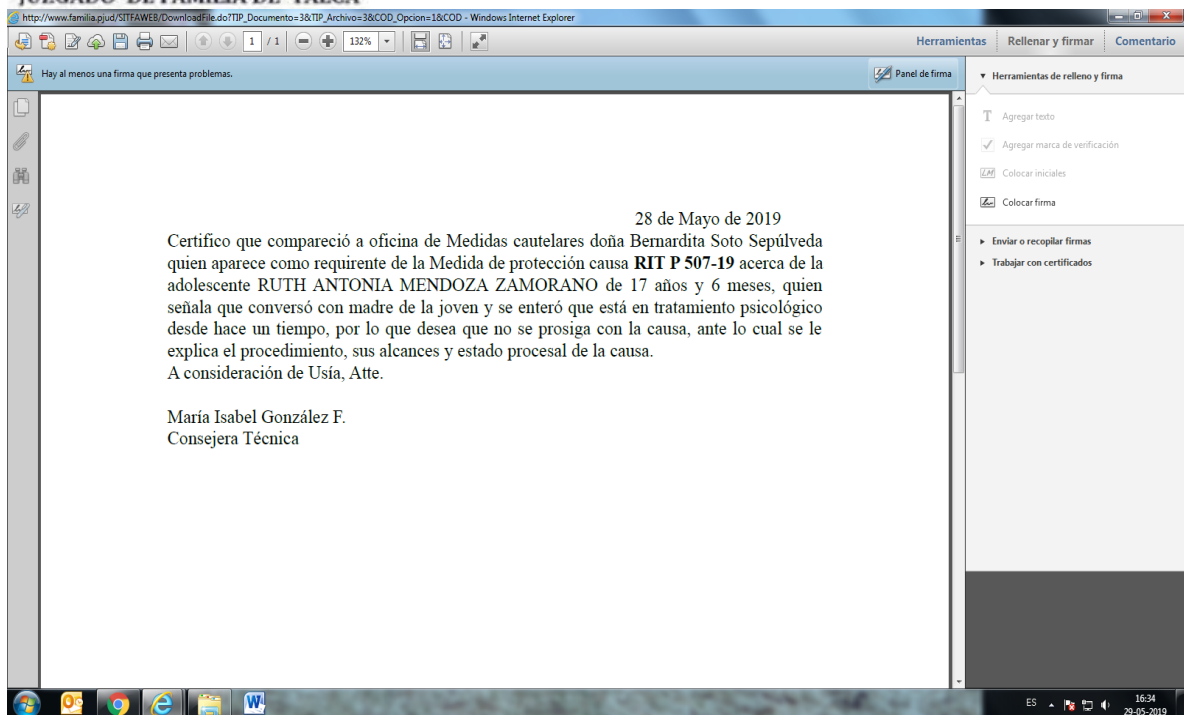 JUZGADO DE FAMILIA DE TALCA
http://www.familia.pjud/SITFAWEB/DownloadFile.do?TIP_Documento=3&TIP_Archivo=3&COD_Opcion=1&COD - Windows Internet Explorer
1 / 1 132% Herramientas Rellenar y firmar Comentario
Hay al menos una firma que presenta problemas. Panel de firma
Herramientas de relleno y firma
T Agregar texto
Agregar marca de verificación
LM Colocar iniciales
Colocar firma
Enviar o recopilar firmas
Trabajar con certificados
28 de Mayo de 2019
Certifico que compareció a oficina de Medidas cautelares doña Bernardita Soto Sepúlveda
quien aparece como requirente de la Medida de protección causa RIT P 507-19 acerca de la
adolescente RUTH ANTONIA MENDOZA ZAMORANO de 17 años y 6 meses, quien
señala que conversó con madre de la joven y se enteró que está en tratamiento psicológico
desde hace un tiempo, por lo que desea que no se prosiga con la causa, ante lo cual se le
explica el procedimiento, sus alcances y estado procesal de la causa.
A consideración de Usía, Atte.
María Isabel González F.
Consejera Técnica
ES 16:34
29-05-2019